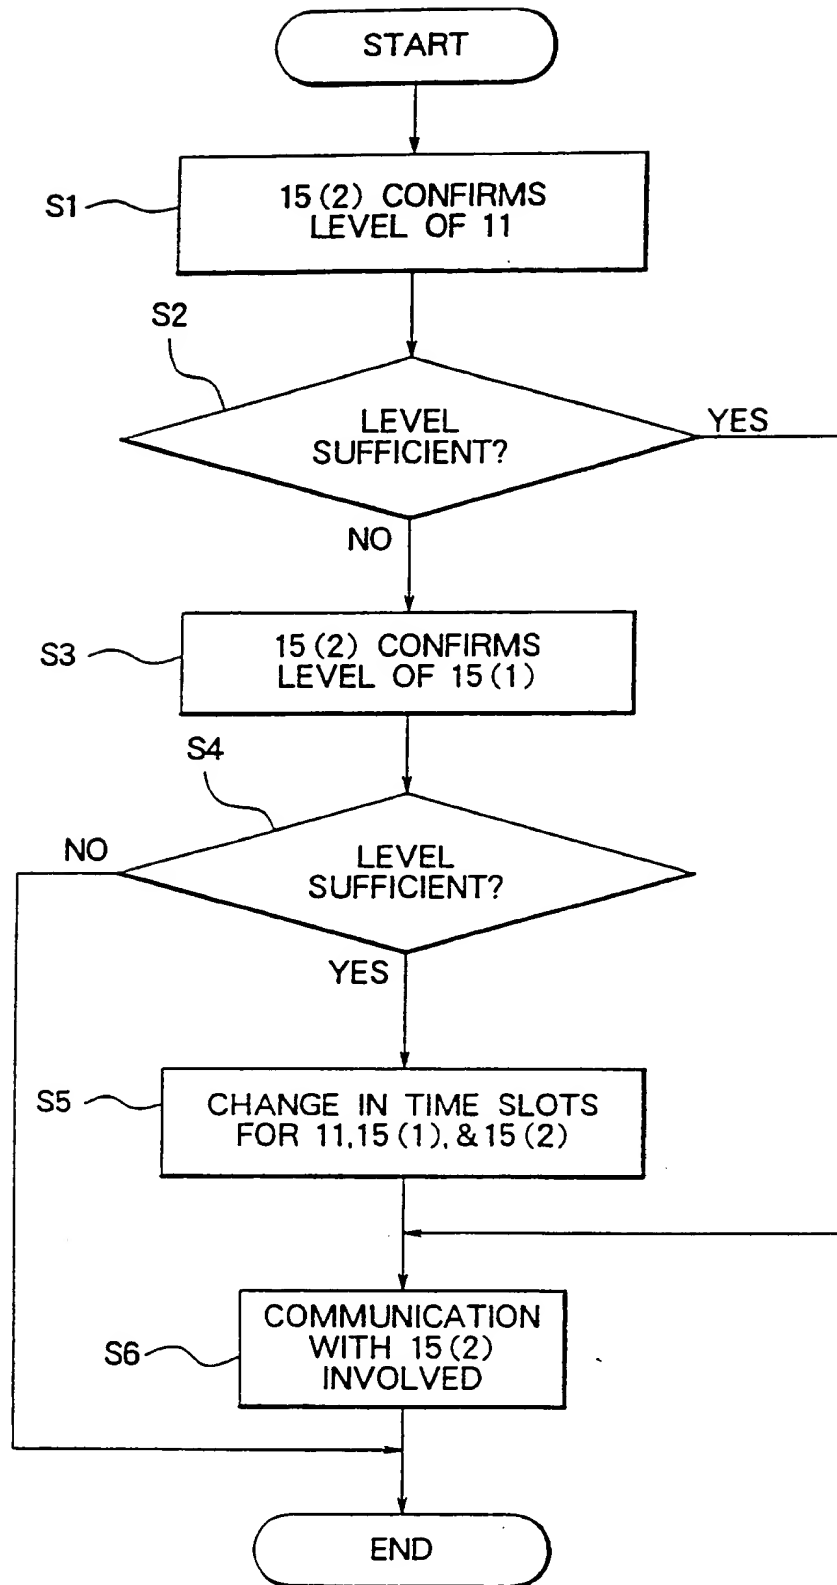 START
S1
15(2) CONFIRMS
LEVEL OF 11
S2
LEVEL
SUFFICIENT?
YES
NO
S3
15(2) CONFIRMS
LEVEL OF 15(1)
S4
LEVEL
SUFFICIENT?
NO
YES
S5
CHANGE IN TIME SLOTS
FOR 11,15(1),&15(2)
S6
COMMUNICATION
WITH 15(2)
INVOLVED
END